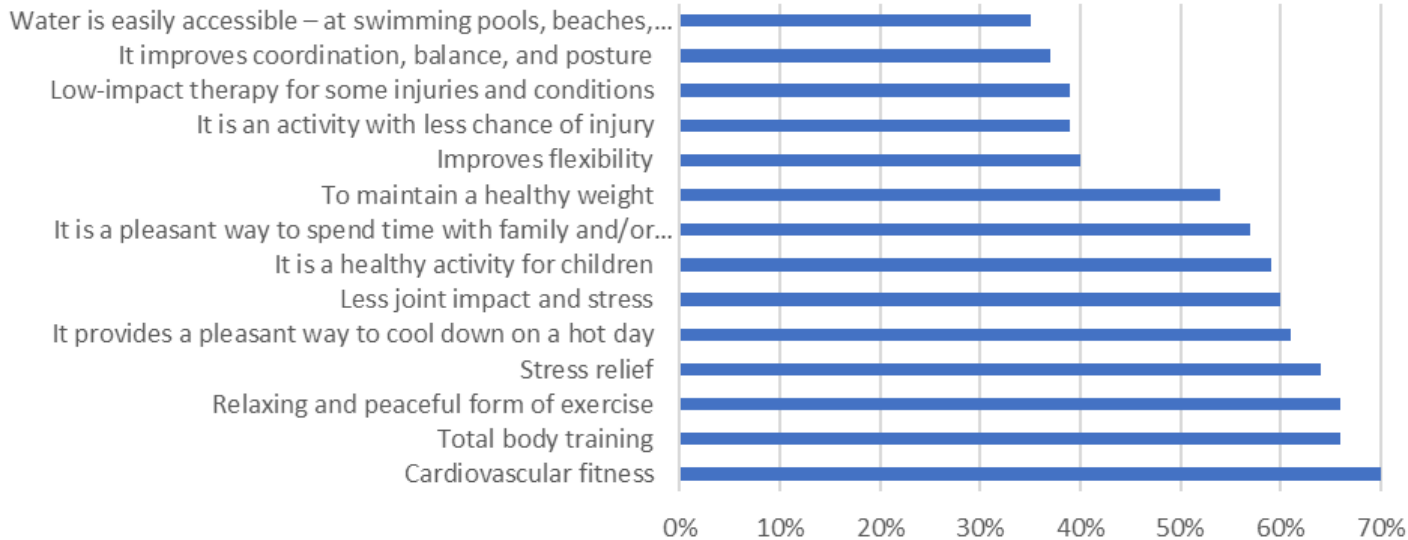 Water is easily accessible – at swimming pools, beaches,...
It improves coordination, balance, and posture
Low-impact therapy for some injuries and conditions
It is an activity with less chance of injury
Improves flexibility
To maintain a healthy weight
It is a pleasant way to spend time with family and/or...
It is a healthy activity for children
Less joint impact and stress
It provides a pleasant way to cool down on a hot day
Stress relief
Relaxing and peaceful form of exercise
Total body training
Cardiovascular fitness
0% 10% 20% 30% 40% 50% 60% 70%